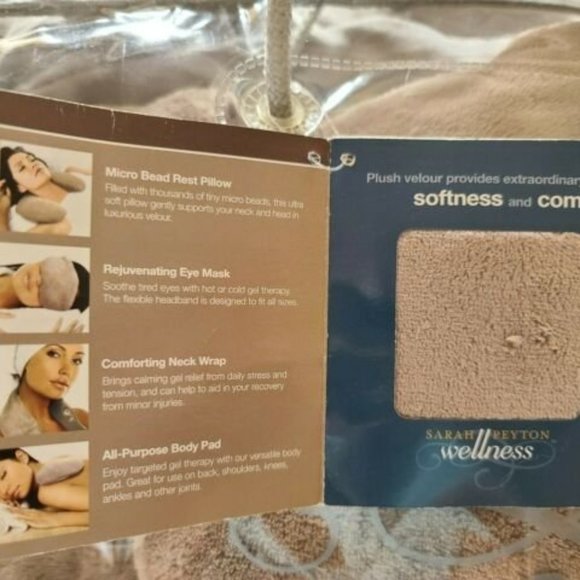 Micro Bead Rest Pillow
Filled with thousands of tiny micro beads, this ultra
soft pillow gently supports your neck and head in
luxurious velour.
Rejuvenating Eye Mask
Soothe tired eyes with hot or cold gel therapy.
The flexible headband is designed to fit all sizes.
Comforting Neck Wrap
Brings calming gel relief from daily stress and
tension, and can help to aid in your recovery
from minor injuries.
All-Purpose Body Pad
Enjoy targeted gel therapy with our versatile body
pad. Great for use on back, shoulders, knees,
ankles and other joints.
Plush velour provides extraordinar
softness and com
SARAH PEYTON
wellness